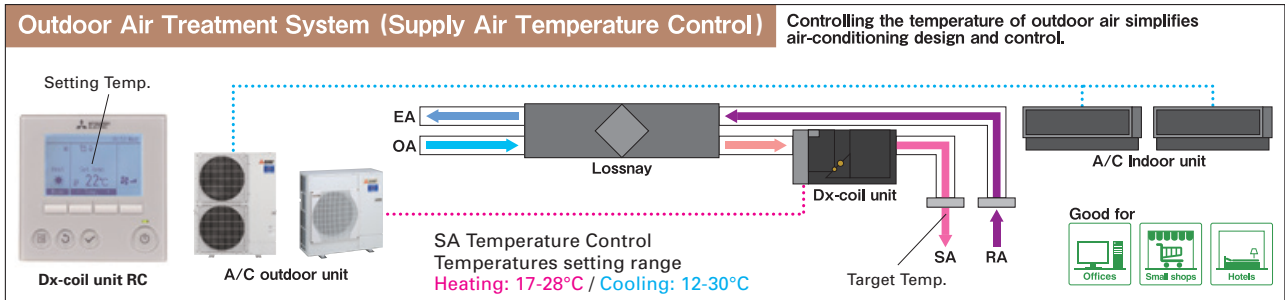 Outdoor Air Treatment System (Supply Air Temperature Control)
Controlling the temperature of outdoor air simplifies
air-conditioning design and control.
Setting Temp.
MITSUBISHI
ELECTRIC
22°C
Dx-coil unit RC
A/C outdoor unit
EA
OA
Lossnay
Dx-coil unit
A/C Indoor unit
SA Temperature Control
Temperatures setting range
Heating: 17-28°C / Cooling: 12-30°C
SA
RA
Target Temp.
Good for
Offices
Small shops
Hotels